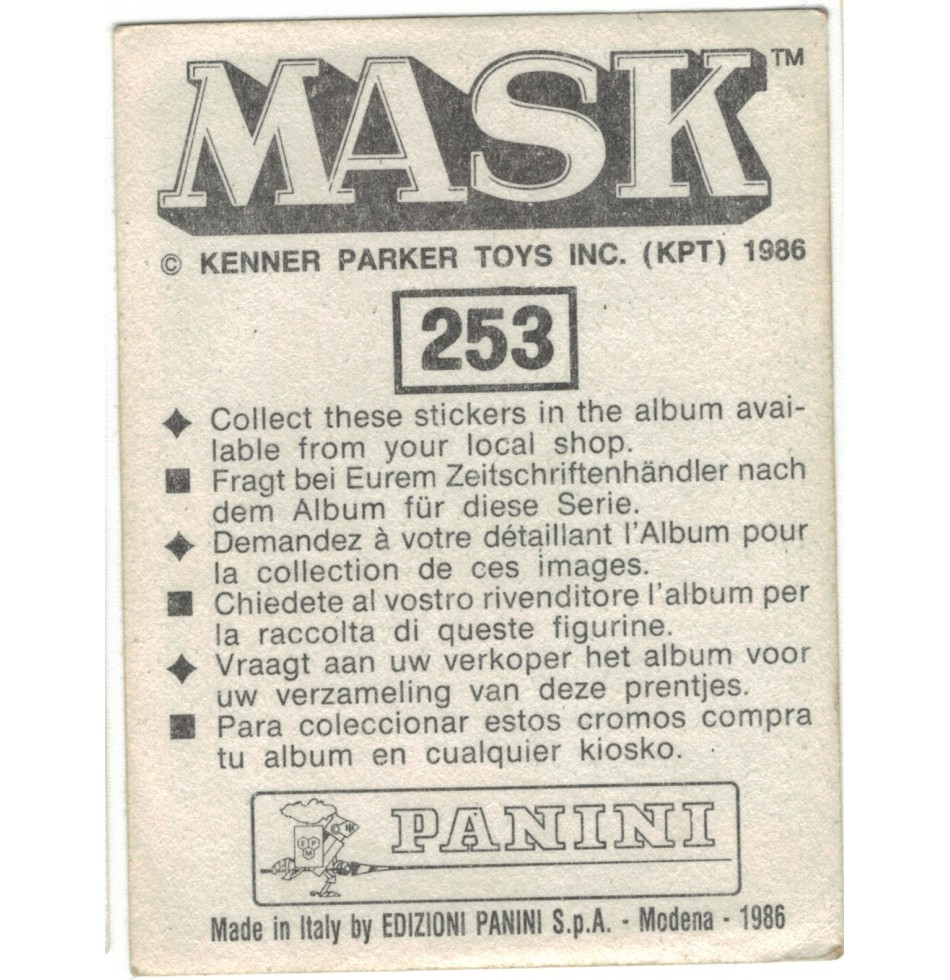 MASK™
© KENNER PARKER TOYS INC. (KPT) 1986
253
◆ Collect these stickers in the album avai-
lable from your local shop.
■ Fragt bei Eurem Zeitschriftenhändler nach
dem Album für diese Serie.
◆ Demandez à votre détaillant l'Album pour
la collection de ces images.
■ Chiedete al vostro rivenditore l'album per
la raccolta di queste figurine.
◆ Vraagt aan uw verkoper het album voor
uw verzameling van deze prentjes.
■ Para coleccionar estos cromos compra
tu album en cualquier kiosko.
PANINI
Made in Italy by EDIZIONI PANINI S.p.A. - Modena - 1986